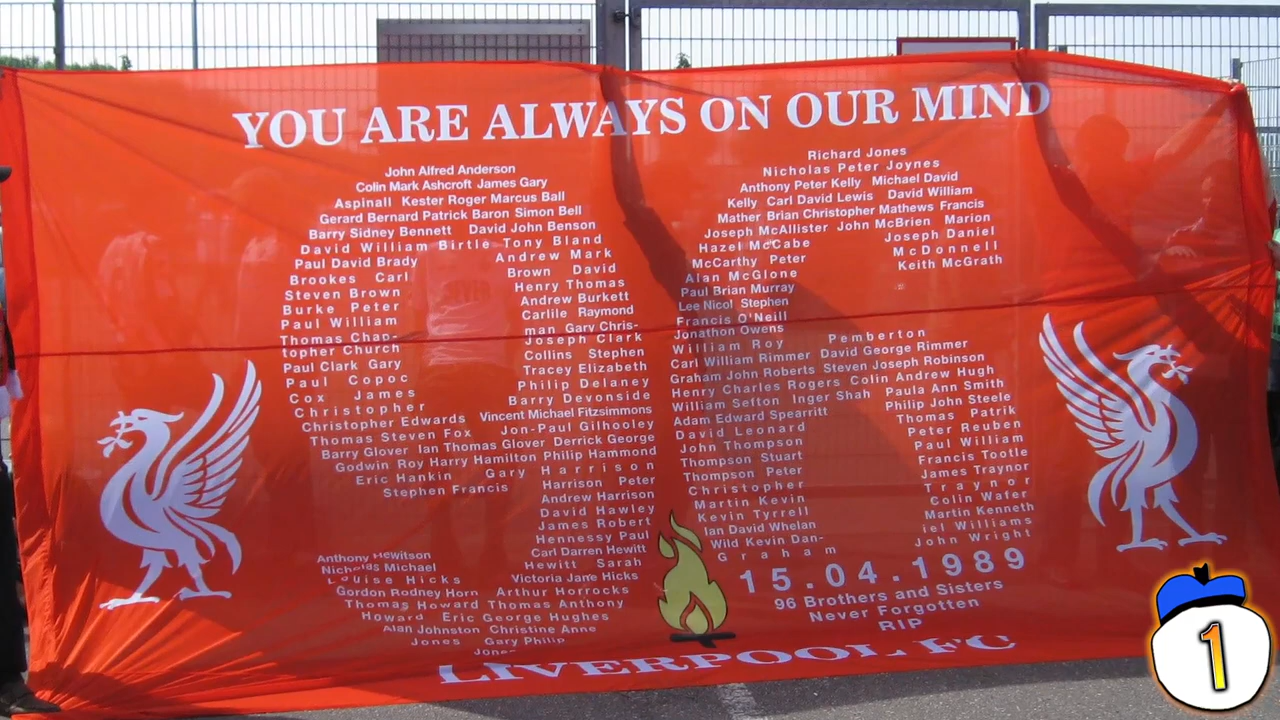 YOU ARE ALWAYS ON OUR MIND
John Alfred Anderson
Colin Mark Ashcroft James Gary
Aspinall Kester Roger Marcus Ball
Gerard Bernard Patrick Baron Simon Bell
Barry Sidney Bennett David John Benson
David William Birtle Tony Bland
Paul David Brady Andrew Mark
Brookes Carl Brown David
Steven Brown Henry Thomas
Burke Peter Andrew Burkett
Paul William Carlile Raymond
Thomas Chap- man Gary Chris-
topher Church Joseph Clark
Paul Clark Gary Collins Stephen
Paul Copoc Tracey Elizabeth
Cox James Philip Delaney
Christopher Barry Devonside
Christopher Edwards Vincent Michael Fitzsimmons
Thomas Steven Fox Jon-Paul Gilhooley
Barry Glover Ian Thomas Glover Derrick George
Godwin Roy Harry Hamilton Philip Hammond
Eric Hankin Gary Harrison
Stephen Francis Harrison Peter
Andrew Harrison
David Hawley
James Robert
Hennessy Paul
Anthony Hewitson Carl Darren Hewitt
Nicholas Michael Hewitt Sarah
Louise Hicks Victoria Jane Hicks
Gordon Rodney Horn Arthur Horrocks
Thomas Howard Thomas Anthony
Howard Eric George Hughes
Alan Johnston Christine Anne
Jones Gary Philip
Jones
Richard Jones
Nicholas Peter Joynes
Anthony Peter Kelly Michael David
Kelly Carl David Lewis David William
Mather Brian Christopher Mathews Francis
Joseph McAllister John McBrien Marion
Hazel McCabe Joseph Daniel
McCarthy Peter McDonnell
Alan McGlone Keith McGrath
Paul Brian Murray
Lee Nicol Stephen
Francis O'Neill
Jonathon Owens
William Roy Pemberton
Carl William Rimmer David George Rimmer
Graham John Roberts Steven Joseph Robinson
Henry Charles Rogers Colin Andrew Hugh
William Sefton Inger Shah Paula Ann Smith
Adam Edward Spearritt Philip John Steele
David Leonard Thomas Patrik
John Thompson Peter Reuben
Thompson Stuart Paul William
Thompson Peter Francis Tootle
Christopher James Traynor
Martin Kevin Traynor
Kevin Tyrrell Colin Wafer
Ian David Whelan Martin Kenneth
Wild Kevin Dan- iel Williams
Graham John Wright
15.04.1989
96 Brothers and Sisters
Never Forgotten
RIP
LIVERPOOL FC
1